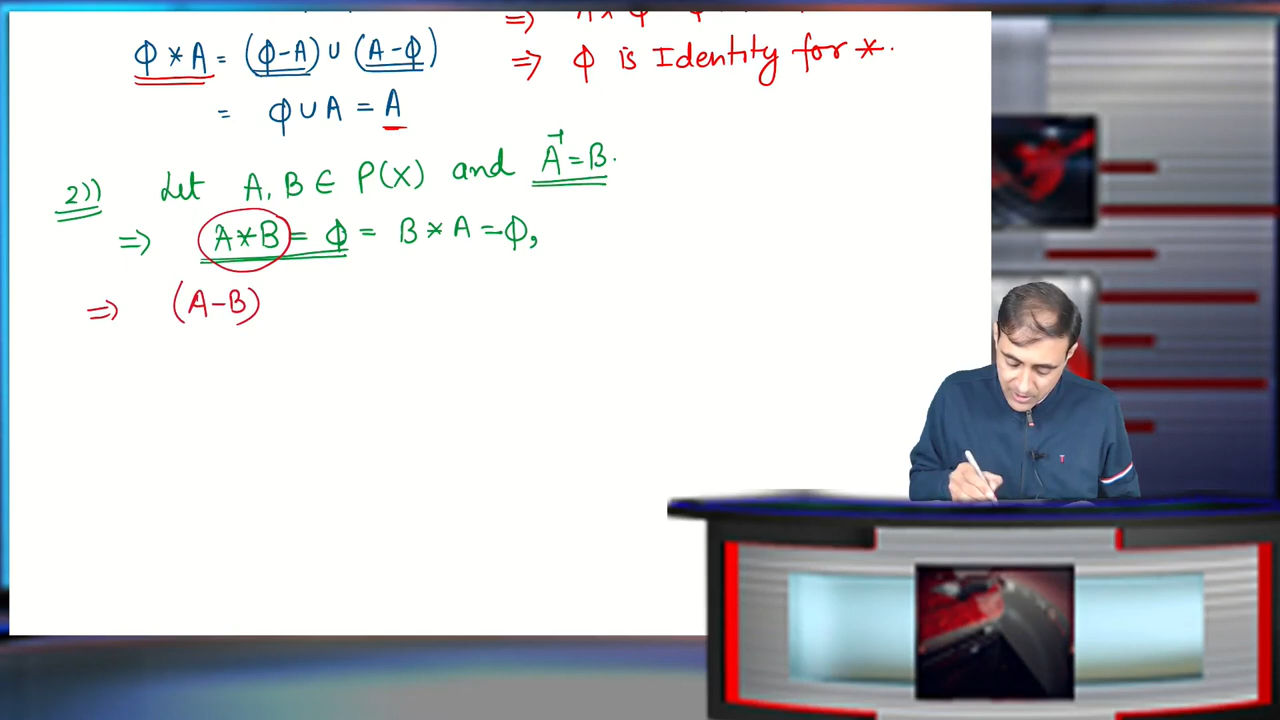 ϕ * A = (ϕ-A) ∪ (A-ϕ)
= ϕ ∪ A = A
⇒ ϕ is Identity for *.
2)) Let A, B ∈ P(X) and A⁻¹ = B.
⇒ A * B = ϕ = B * A = ϕ,
⇒ (A-B)